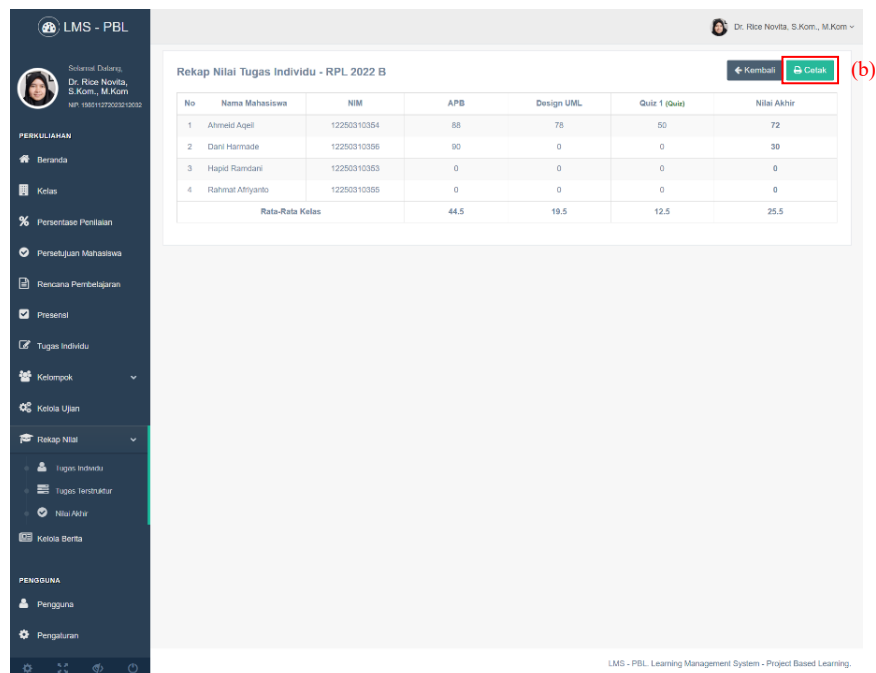 LMS - PBL
Dr. Rice Novita, S.Kom., M.Kom
Selamat Datang,
Dr. Rice Novita,
S.Kom., M.Kom
NIP. 198011272023212032
Rekap Nilai Tugas Individu - RPL 2022 B
Kembali
Cetak
(b)
No Nama Mahasiswa NIM APB Design UML Quiz 1 (Quiz) Nilai Akhir
1 Ahmeid Aqeil 12250310354 88 78 50 72
2 Dani Harmade 12250310356 90 0 0 30
3 Hapid Ramdani 12250310353 0 0 0 0
4 Rahmat Afriyanto 12250310355 0 0 0 0
Rata-Rata Kelas 44.5 19.5 12.5 25.5
PERKULIAHAN
Beranda
Kelas
Persentase Penilaian
Persetujuan Mahasiswa
Rencana Pembelajaran
Presensi
Tugas Individu
Kelompok
Kelola Ujian
Rekap Nilai
Tugas Individu
Tugas Terstruktur
Nilai Akhir
Kelola Berita
PENGGUNA
Pengguna
Pengaturan
LMS - PBL. Learning Management System - Project Based Learning.